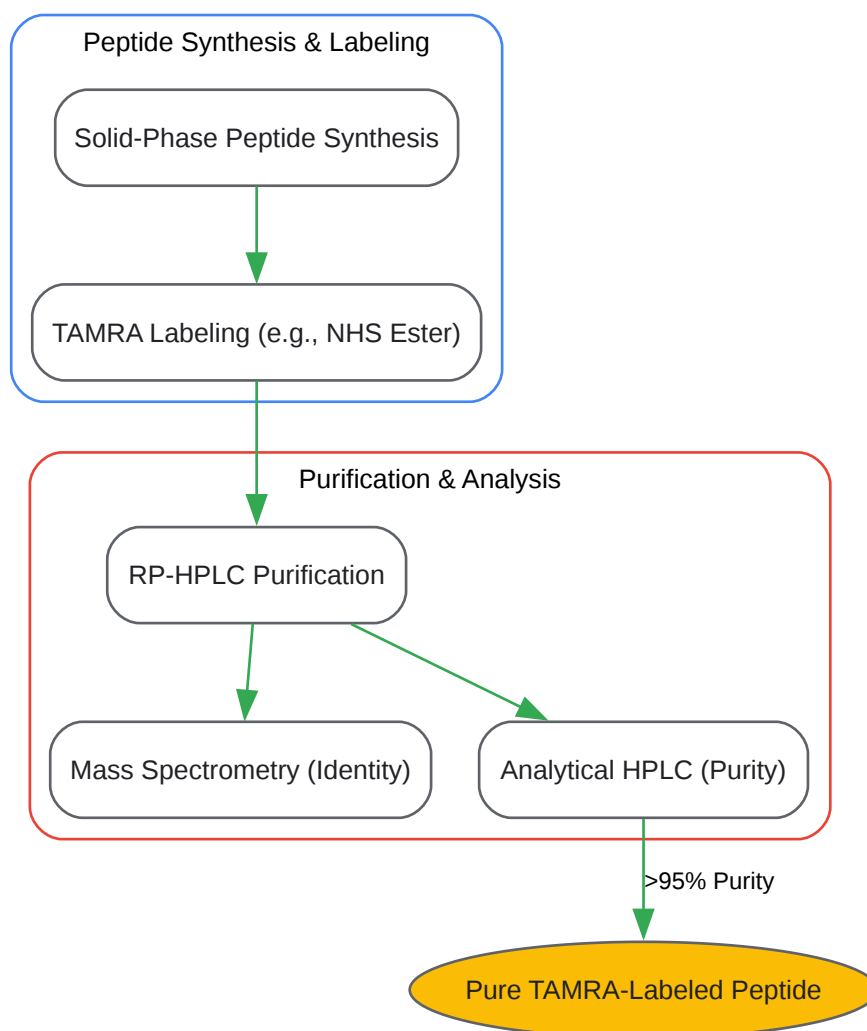 Peptide Synthesis & Labeling
Solid-Phase Peptide Synthesis
TAMRA Labeling (e.g., NHS Ester)
Purification & Analysis
RP-HPLC Purification
Mass Spectrometry (Identity)
Analytical HPLC (Purity)
>95% Purity
Pure TAMRA-Labeled Peptide